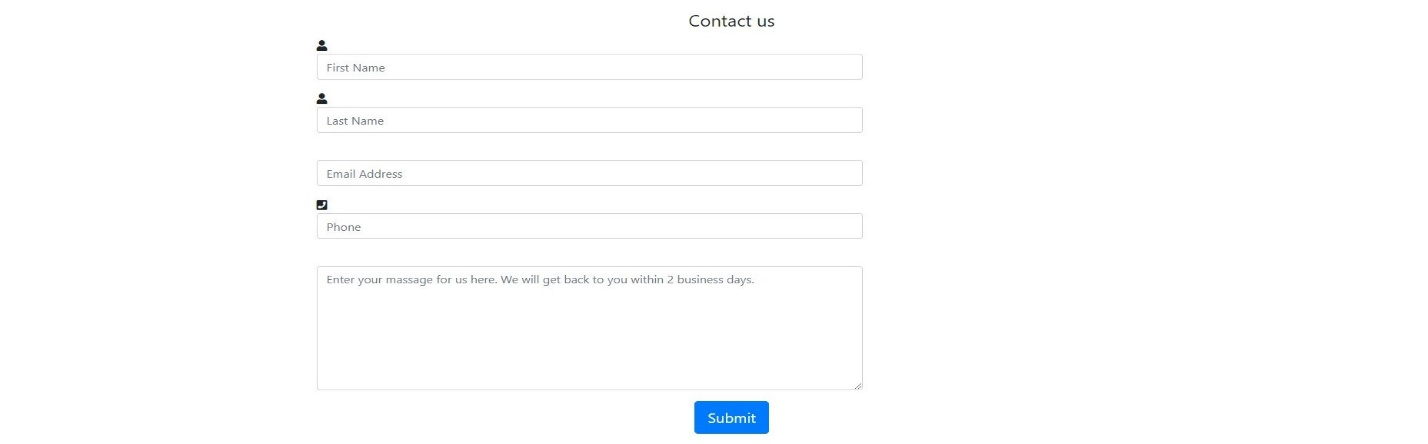 Contact us
First Name
Last Name
Email Address
Phone
Enter your massage for us here. We will get back to you within 2 business days.
Submit